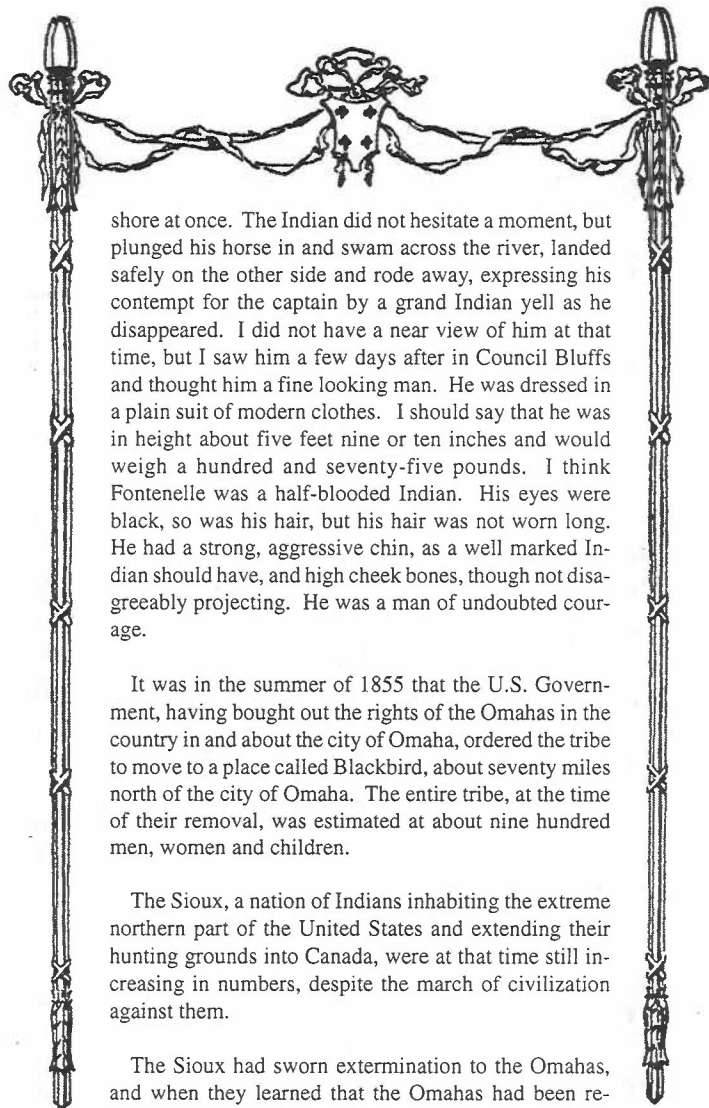 shore at once. The Indian did not hesitate a moment, but
plunged his horse in and swam across the river, landed
safely on the other side and rode away, expressing his
contempt for the captain by a grand Indian yell as he
disappeared. I did not have a near view of him at that
time, but I saw him a few days after in Council Bluffs
and thought him a fine looking man. He was dressed in
a plain suit of modern clothes. I should say that he was
in height about five feet nine or ten inches and would
weigh a hundred and seventy-five pounds. I think
Fontenelle was a half-blooded Indian. His eyes were
black, so was his hair, but his hair was not worn long.
He had a strong, aggressive chin, as a well marked In-
dian should have, and high cheek bones, though not disa-
greeably projecting. He was a man of undoubted cour-
age.
It was in the summer of 1855 that the U.S. Govern-
ment, having bought out the rights of the Omahas in the
country in and about the city of Omaha, ordered the tribe
to move to a place called Blackbird, about seventy miles
north of the city of Omaha. The entire tribe, at the time
of their removal, was estimated at about nine hundred
men, women and children.
The Sioux, a nation of Indians inhabiting the extreme
northern part of the United States and extending their
hunting grounds into Canada, were at that time still in-
creasing in numbers, despite the march of civilization
against them.
The Sioux had sworn extermination to the Omahas,
and when they learned that the Omahas had been re-